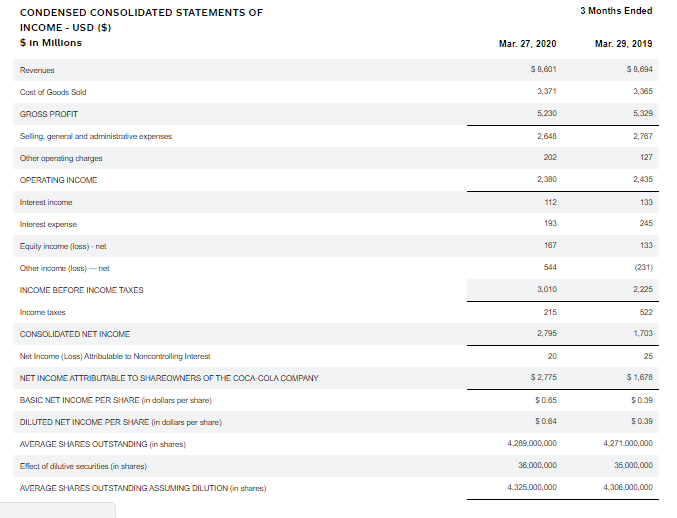 CONDENSED CONSOLIDATED STATEMENTS OF INCOME - USD ($) $ in Millions 3 Months Ended
Mar. 27, 2020 Mar. 29, 2019
Revenues $ 8,601 $ 8,694
Cost of Goods Sold 3,371 3,365
GROSS PROFIT 5,230 5,329
Selling, general and administrative expenses 2,648 2,767
Other operating charges 202 127
OPERATING INCOME 2,380 2,435
Interest income 112 133
Interest expense 193 245
Equity income (loss) - net 167 133
Other income (loss) — net 544 (231)
INCOME BEFORE INCOME TAXES 3,010 2,225
Income taxes 215 522
CONSOLIDATED NET INCOME 2,795 1,703
Net Income (Loss) Attributable to Noncontrolling Interest 20 25
NET INCOME ATTRIBUTABLE TO SHAREOWNERS OF THE COCA-COLA COMPANY $ 2,775 $ 1,678
BASIC NET INCOME PER SHARE (in dollars per share) $ 0.65 $ 0.39
DILUTED NET INCOME PER SHARE (in dollars per share) $ 0.64 $ 0.39
AVERAGE SHARES OUTSTANDING (in shares) 4,289,000,000 4,271,000,000
Effect of dilutive securities (in shares) 36,000,000 35,000,000
AVERAGE SHARES OUTSTANDING ASSUMING DILUTION (in shares) 4,325,000,000 4,306,000,000